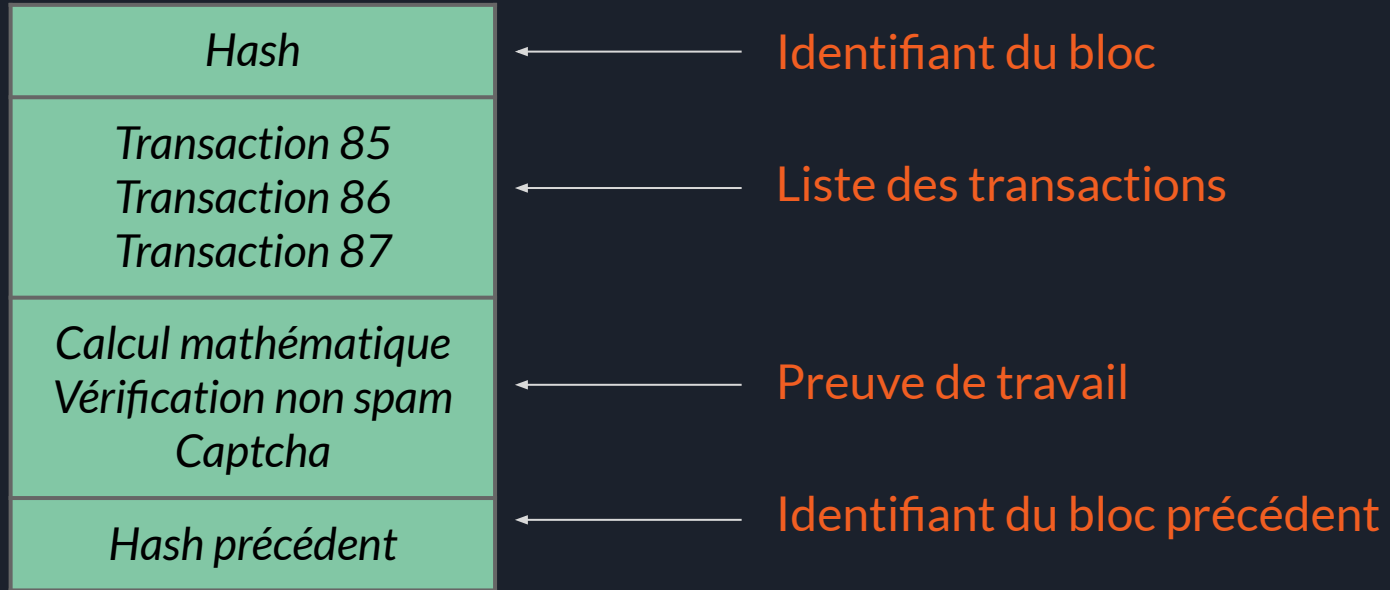 Hash
Identifiant du bloc
Transaction 85
Transaction 86
Transaction 87
Liste des transactions
Calcul mathématique
Vérification non spam
Captcha
Preuve de travail
Hash précédent
Identifiant du bloc précédent